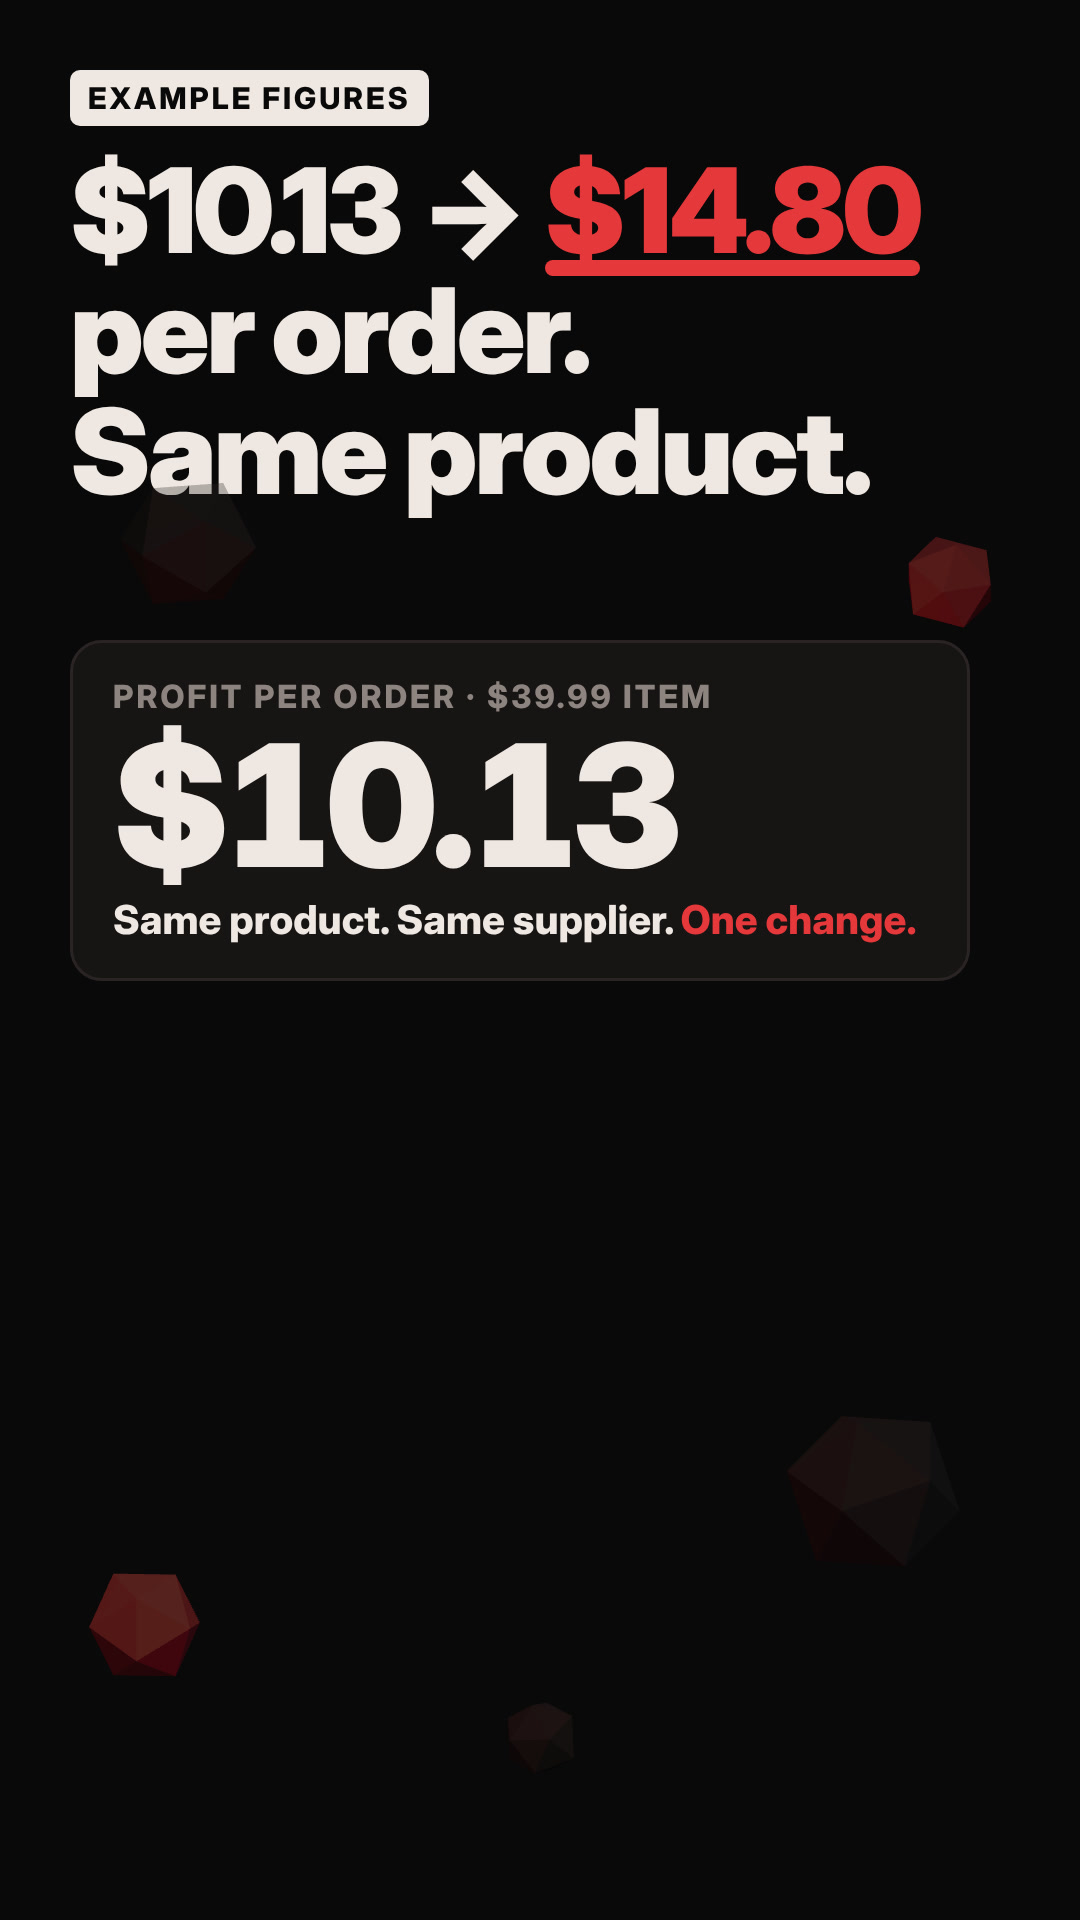 EXAMPLE FIGURES
$10.13 → $14.80
per order.
Same product.
PROFIT PER ORDER · $39.99 ITEM
$10.13
Same product. Same supplier. One change.